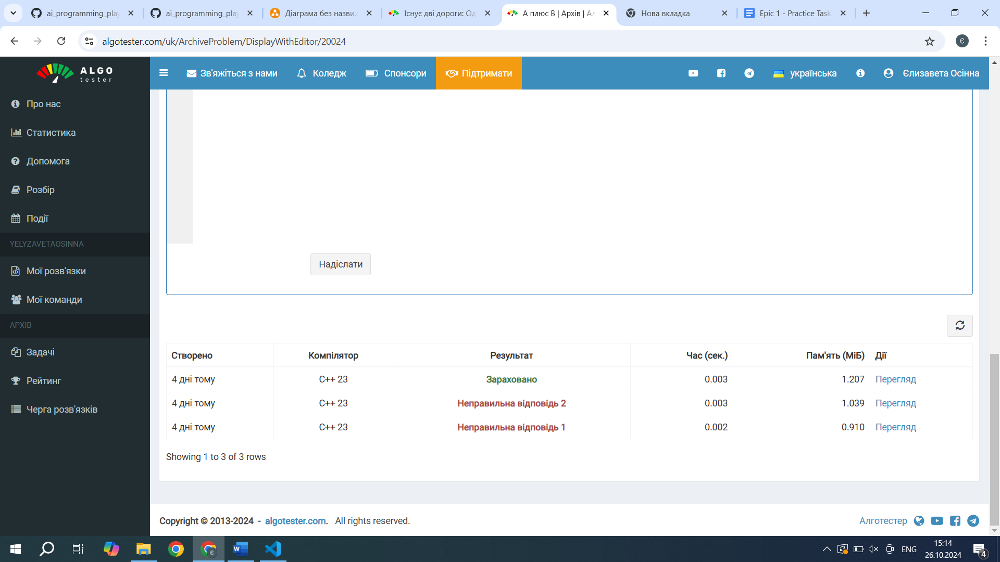 ai_programming_play
ai_programming_play
Діаграма без назви.
Існує дві дороги: Од
А плюс В | Архів | Ал
Нова вкладка
Epic 1 - Practice Task
algotester.com/uk/ArchiveProblem/DisplayWithEditor/20024
є
ALGO
tester
Зв'яжіться з нами
Коледж
Спонсори
Підтримати
українська
Єлизавета Осінна
Про нас
Статистика
Допомога
Розбір
Події
YELYZAVETAOSINNA
Мої розв'язки
Мої команди
АРХІВ
Задачі
Рейтинг
Черга розв'язків
Надіслати
Створено Компілятор Результат Час (сек.) Пам'ять (МіБ) Дії
4 дні тому C++ 23 Зараховано 0.003 1.207 Перегляд
4 дні тому C++ 23 Неправильна відповідь 2 0.003 1.039 Перегляд
4 дні тому C++ 23 Неправильна відповідь 1 0.002 0.910 Перегляд
Showing 1 to 3 of 3 rows
Copyright © 2013-2024 - algotester.com. All rights reserved.
Алготестер
ENG
15:14
26.10.2024
4